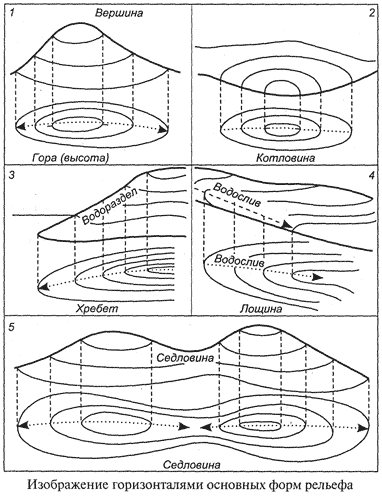 1
Вершина
2
Гора (высота)
Котловина
3
Водораздел
4
Водослив
Водослив
Хребет
Лощина
5
Седловина
Седловина
Изображение горизонталями основных форм рельефа